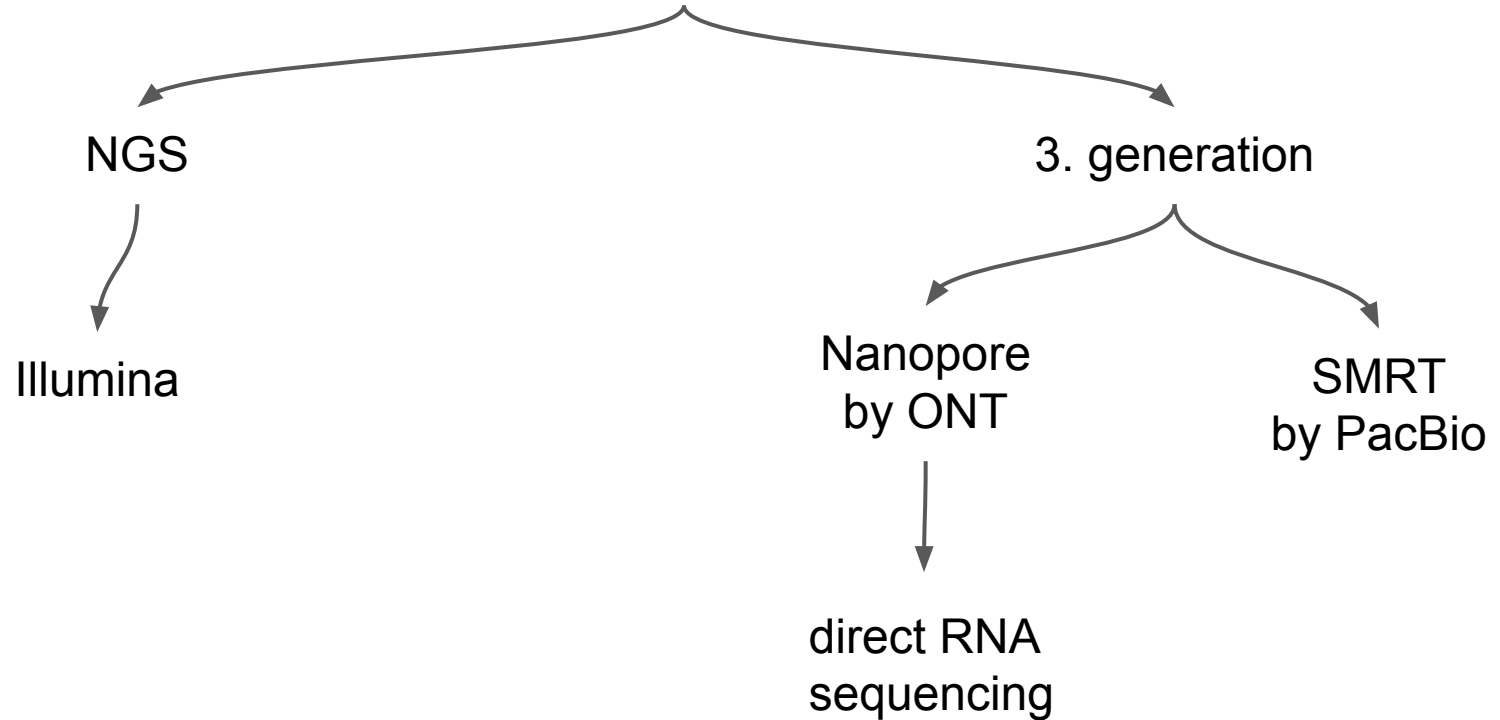 NGS
3. generation
Illumina
Nanopore
by ONT
SMRT
by PacBio
direct RNA
sequencing